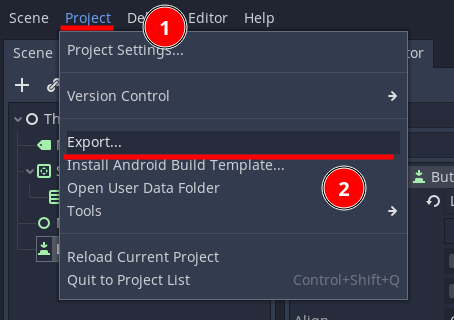 Scene Project De Editor Help
1
Project Settings...
Scene
Version Control
Th
Export...
Install Android Build Template...
Open User Data Folder
2
But
Tools
Reload Current Project
Quit to Project List Control+Shift+Q
Align